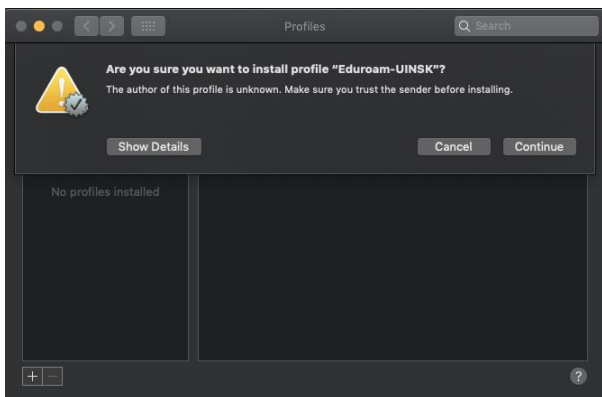 Profiles
Search
Are you sure you want to install profile “Eduroam-UINSK”?
The author of this profile is unknown. Make sure you trust the sender before installing.
Show Details
Cancel
Continue
No profiles installed
+
−
?